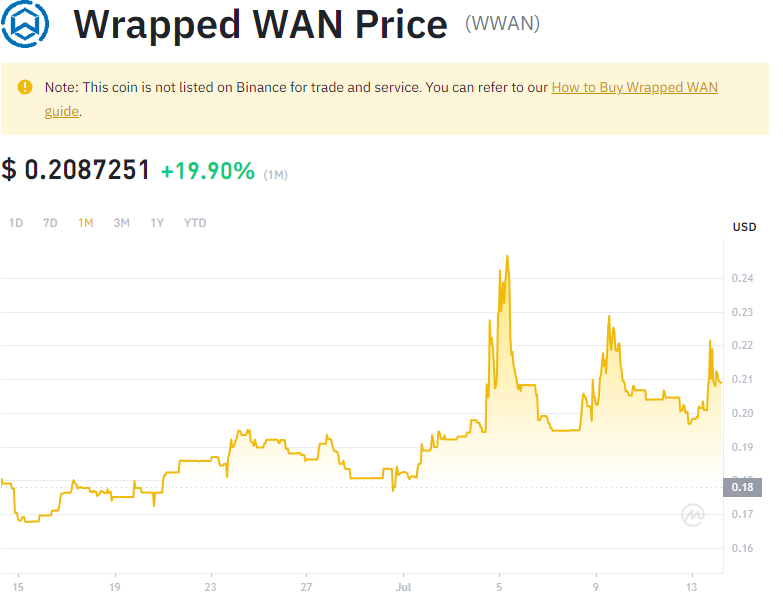 Wrapped WAN Price (WWAN)
Note: This coin is not listed on Binance for trade and service. You can refer to our How to Buy Wrapped WAN
guide.
$ 0.2087251 +19.90% (1M)
1D 7D 1M 3M 1Y YTD
USD
0.24
0.23
0.22
0.21
0.20
0.19
0.18
0.17
0.16
15 19 23 27 Jul 5 9 13